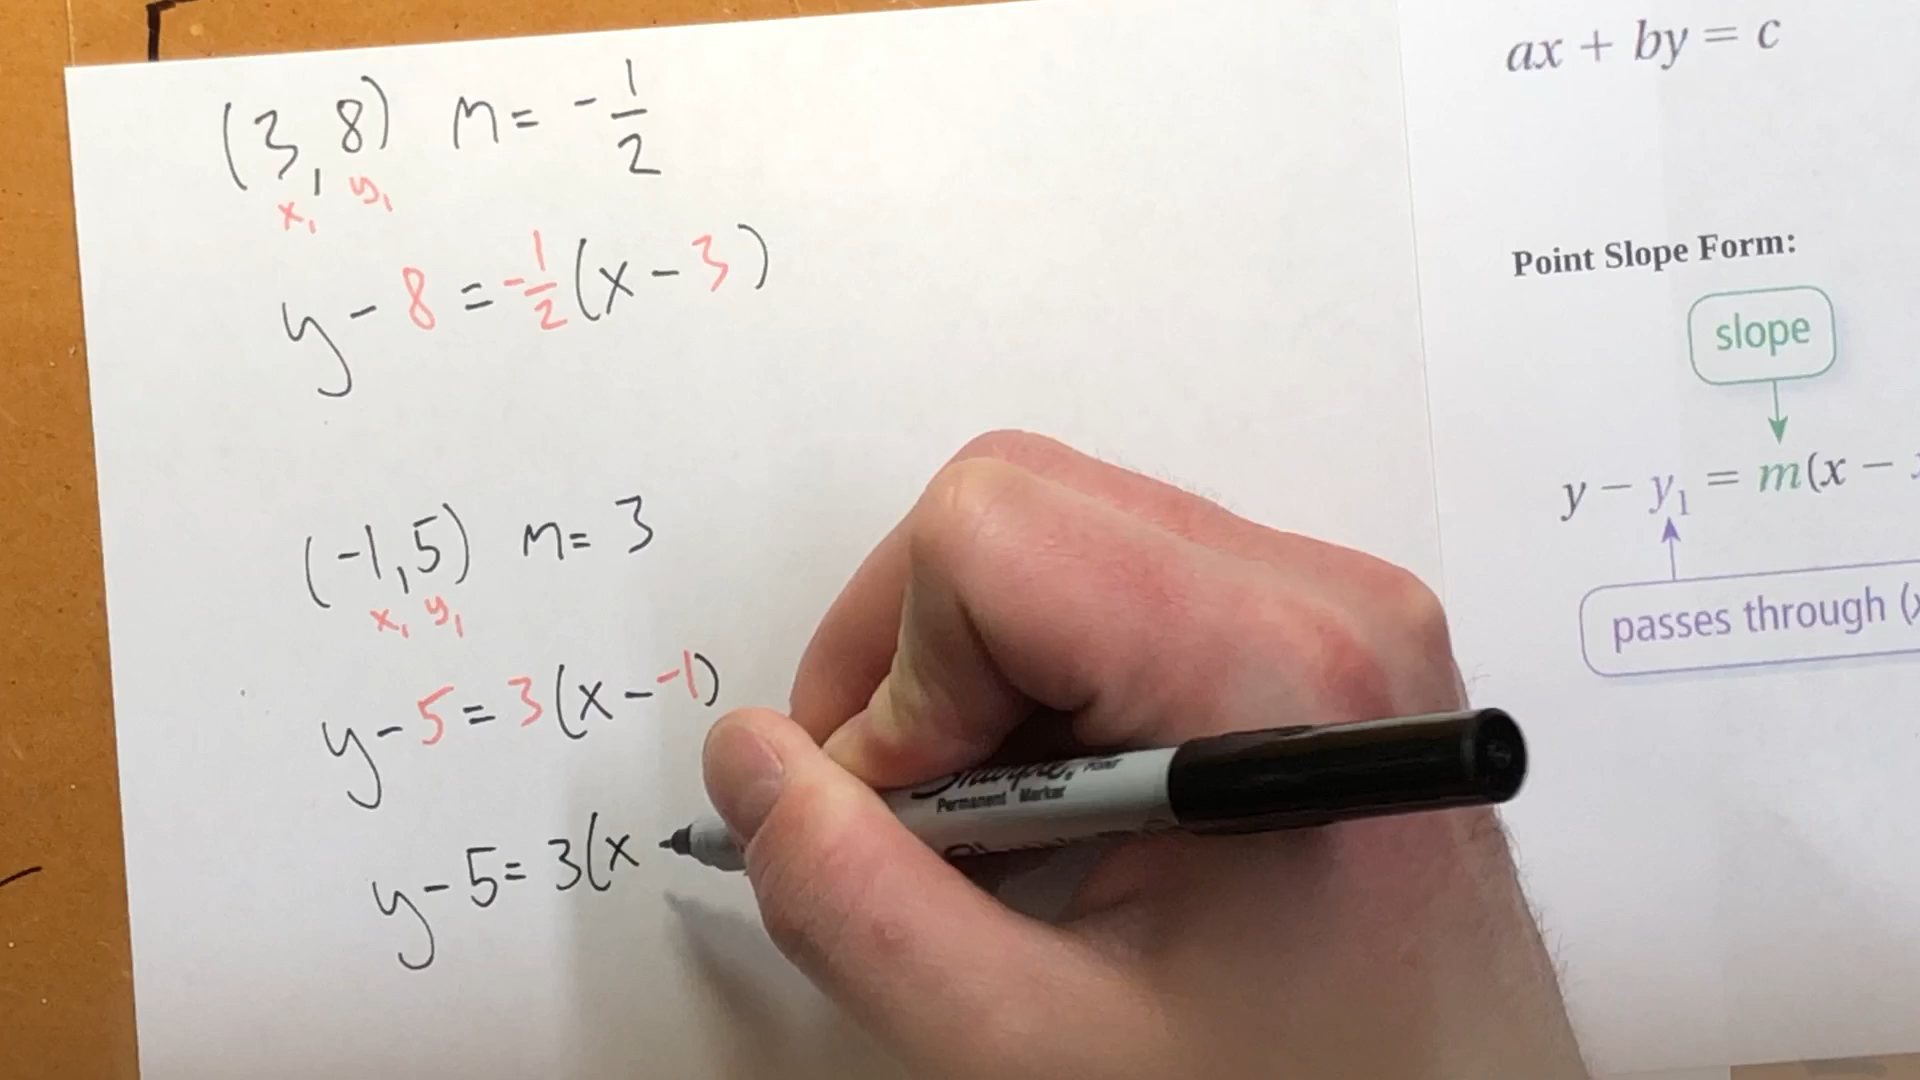 (3, 8) m = -1/2
x₁ y₁
y - 8 = -1/2 (x - 3)
(-1, 5) m = 3
x₁ y₁
y - 5 = 3(x - -1)
y - 5 = 3(x
Sharpie. POINT
Permanent Marker
ax + by = c
Point Slope Form:
slope
y − y₁ = m(x −
passes through (x